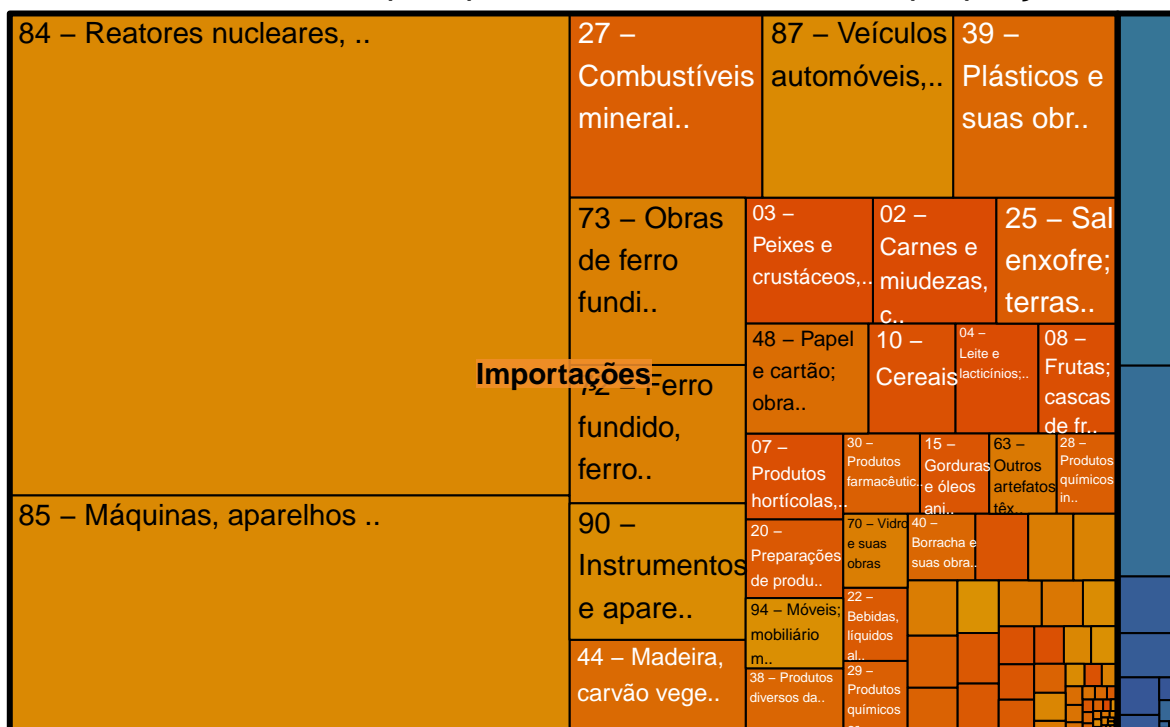 84 – Reatores nucleares, ..
27 –
Combustíveis
minerai..
87 – Veículos
automóveis,..
39 –
Plásticos e
suas obr..
73 – Obras
de ferro
fundi..
03 –
Peixes e
crustáceos,..
02 –
Carnes e
miudezas,
c..
25 – Sal
enxofre;
terras..
Importações
72 – Ferro
fundido,
ferro..
48 – Papel
e cartão;
obra..
10 –
Cereais
04 –
Leite e
lacticínios;..
08 –
Frutas;
cascas
de fr..
07 –
Produtos
hortícolas,..
30 –
Produtos
farmacêutic..
15 –
Gorduras
e óleos
ani..
63 –
Outros
artefatos
têx..
28 –
Produtos
químicos
in..
85 – Máquinas, aparelhos ..
90 –
Instrumentos
e apare..
20 –
Preparações
de produ..
70 – Vidro
e suas
obras
40 –
Borracha e
suas obra..
94 – Móveis;
mobiliário
m..
22 –
Bebidas,
líquidos
al..
44 – Madeira,
carvão vege..
38 – Produtos
diversos da..
29 –
Produtos
químicos